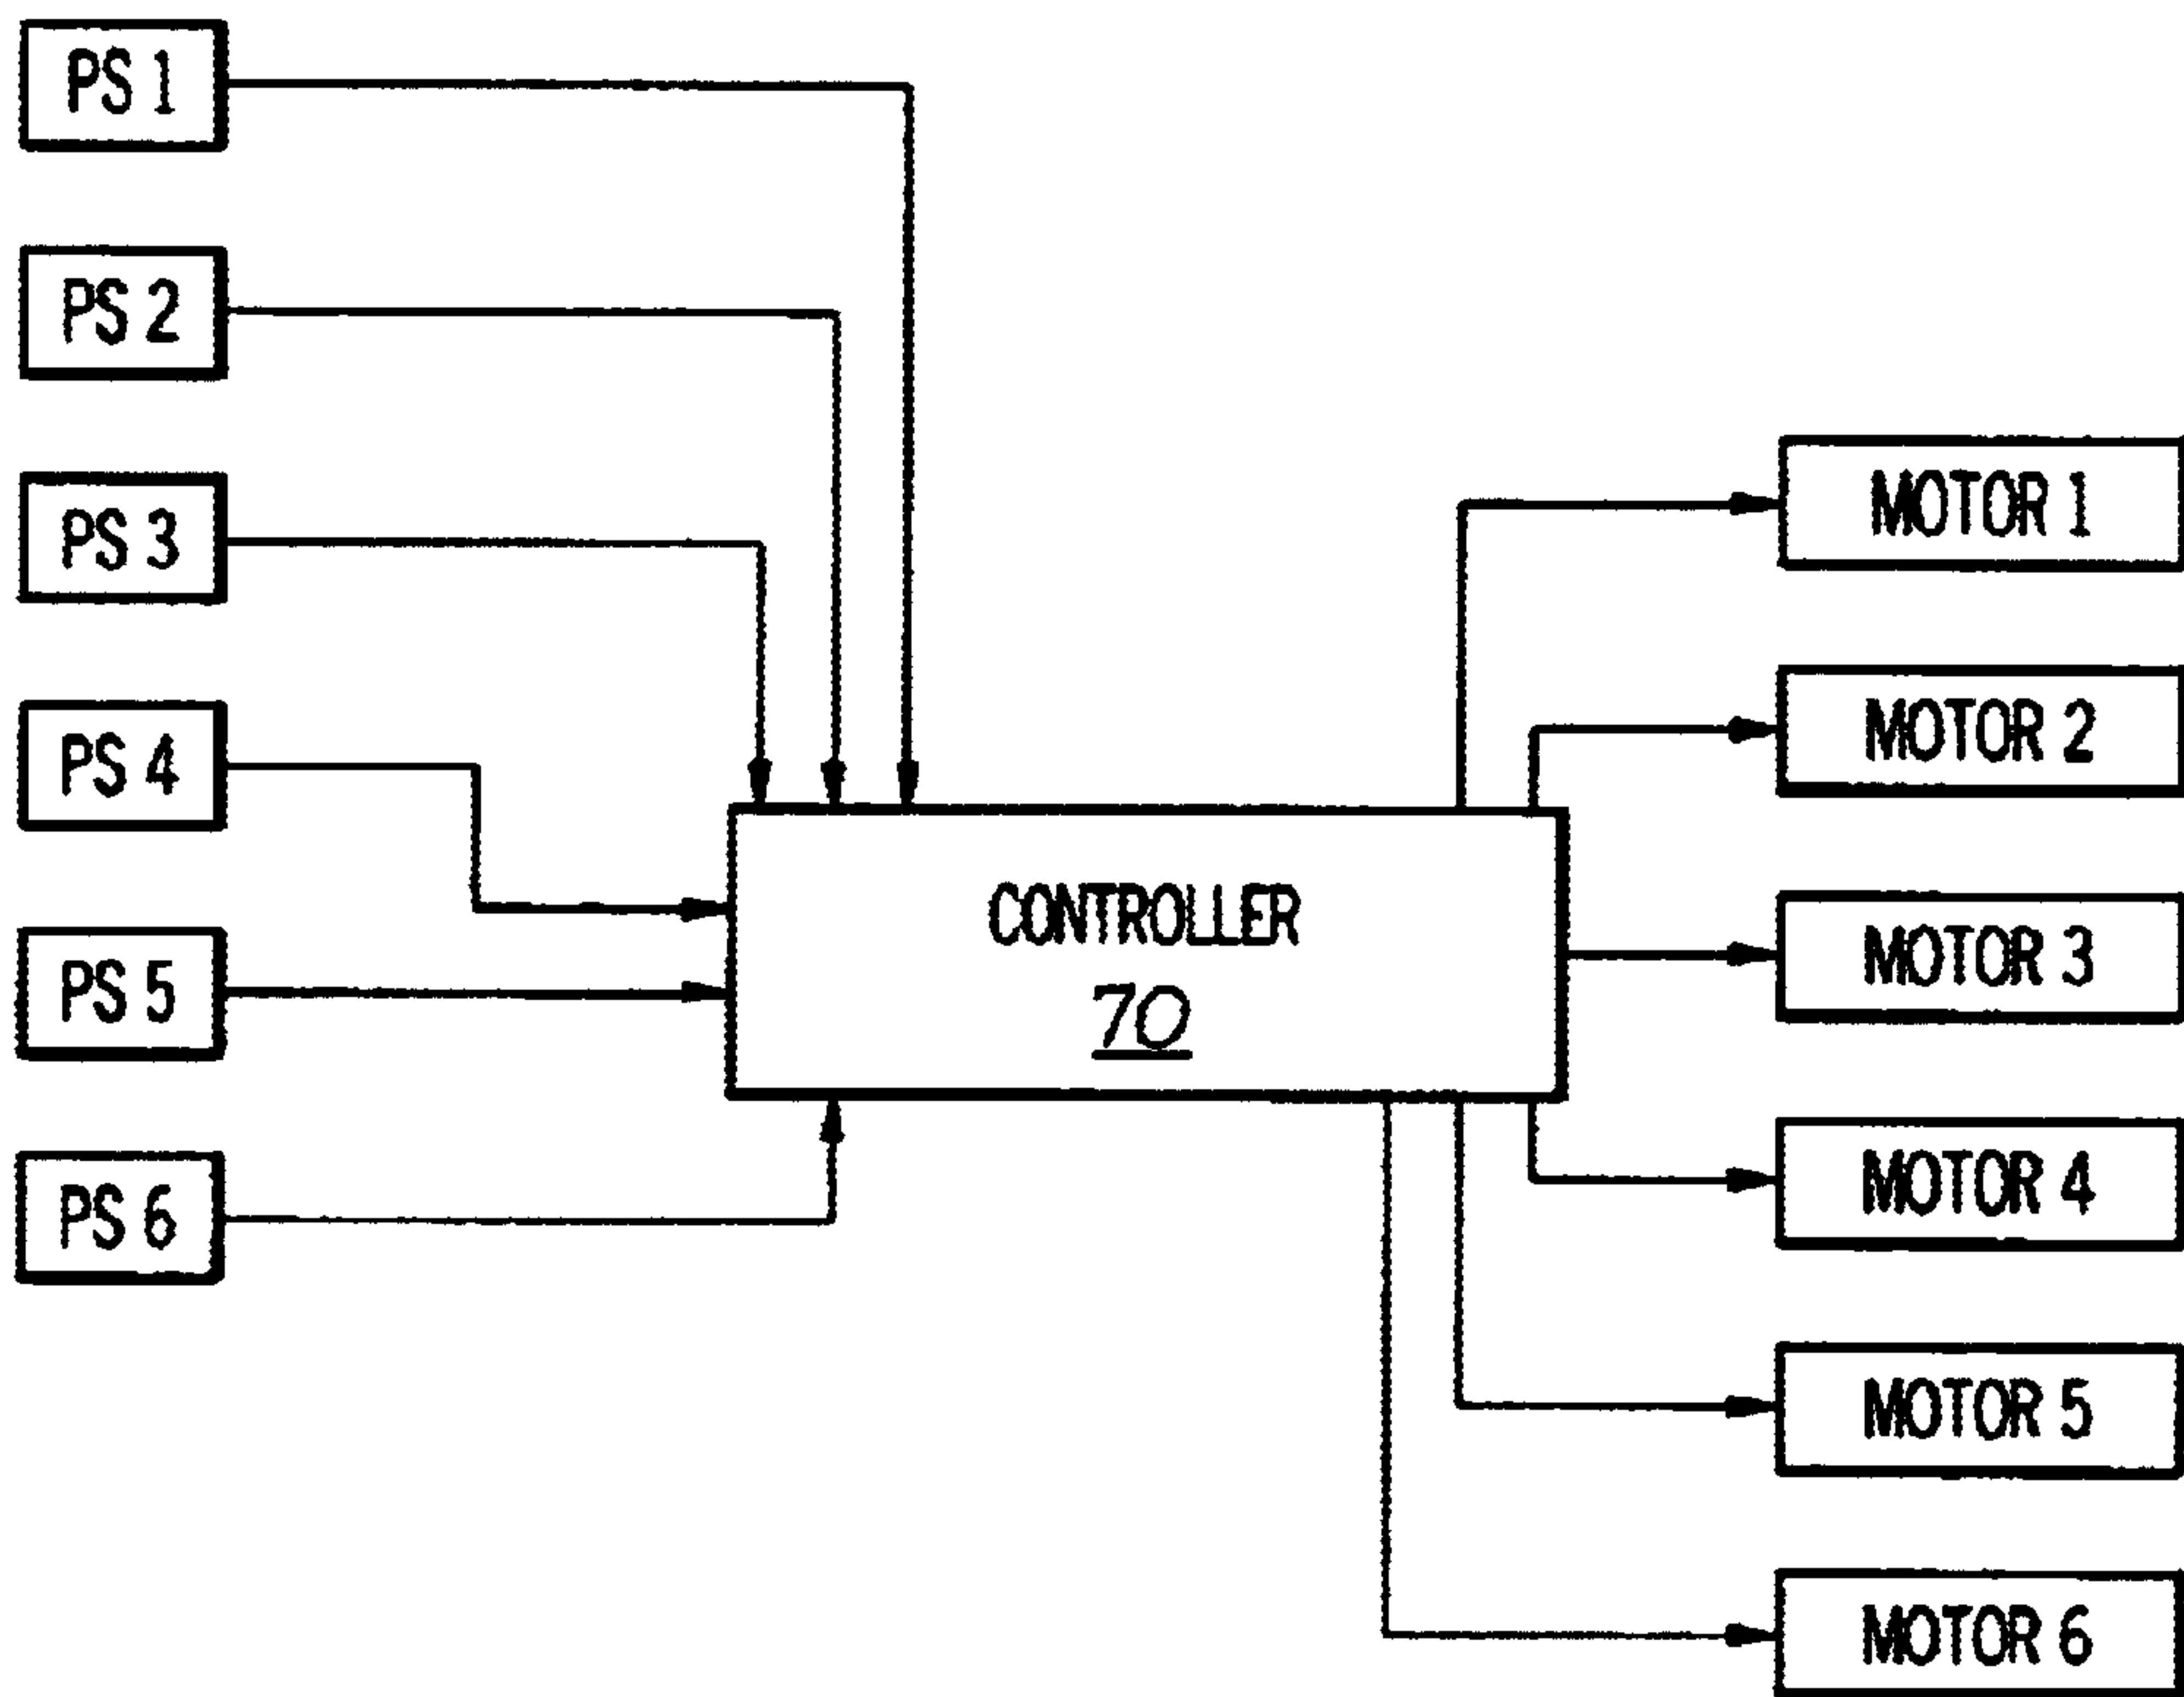 PS 1
PS 2
PS 3
PS 4
PS 5
PS 6
CONTROLLER
70
MOTOR 1
MOTOR 2
MOTOR 3
MOTOR 4
MOTOR 5
MOTOR 6